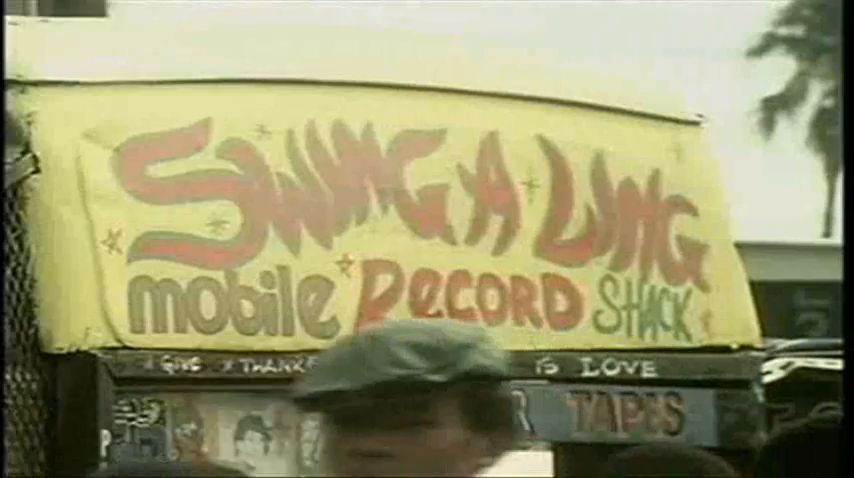 SWING A LING
mobile RECORD SHACK
GIVE THANKS IS LOVE
TAPES